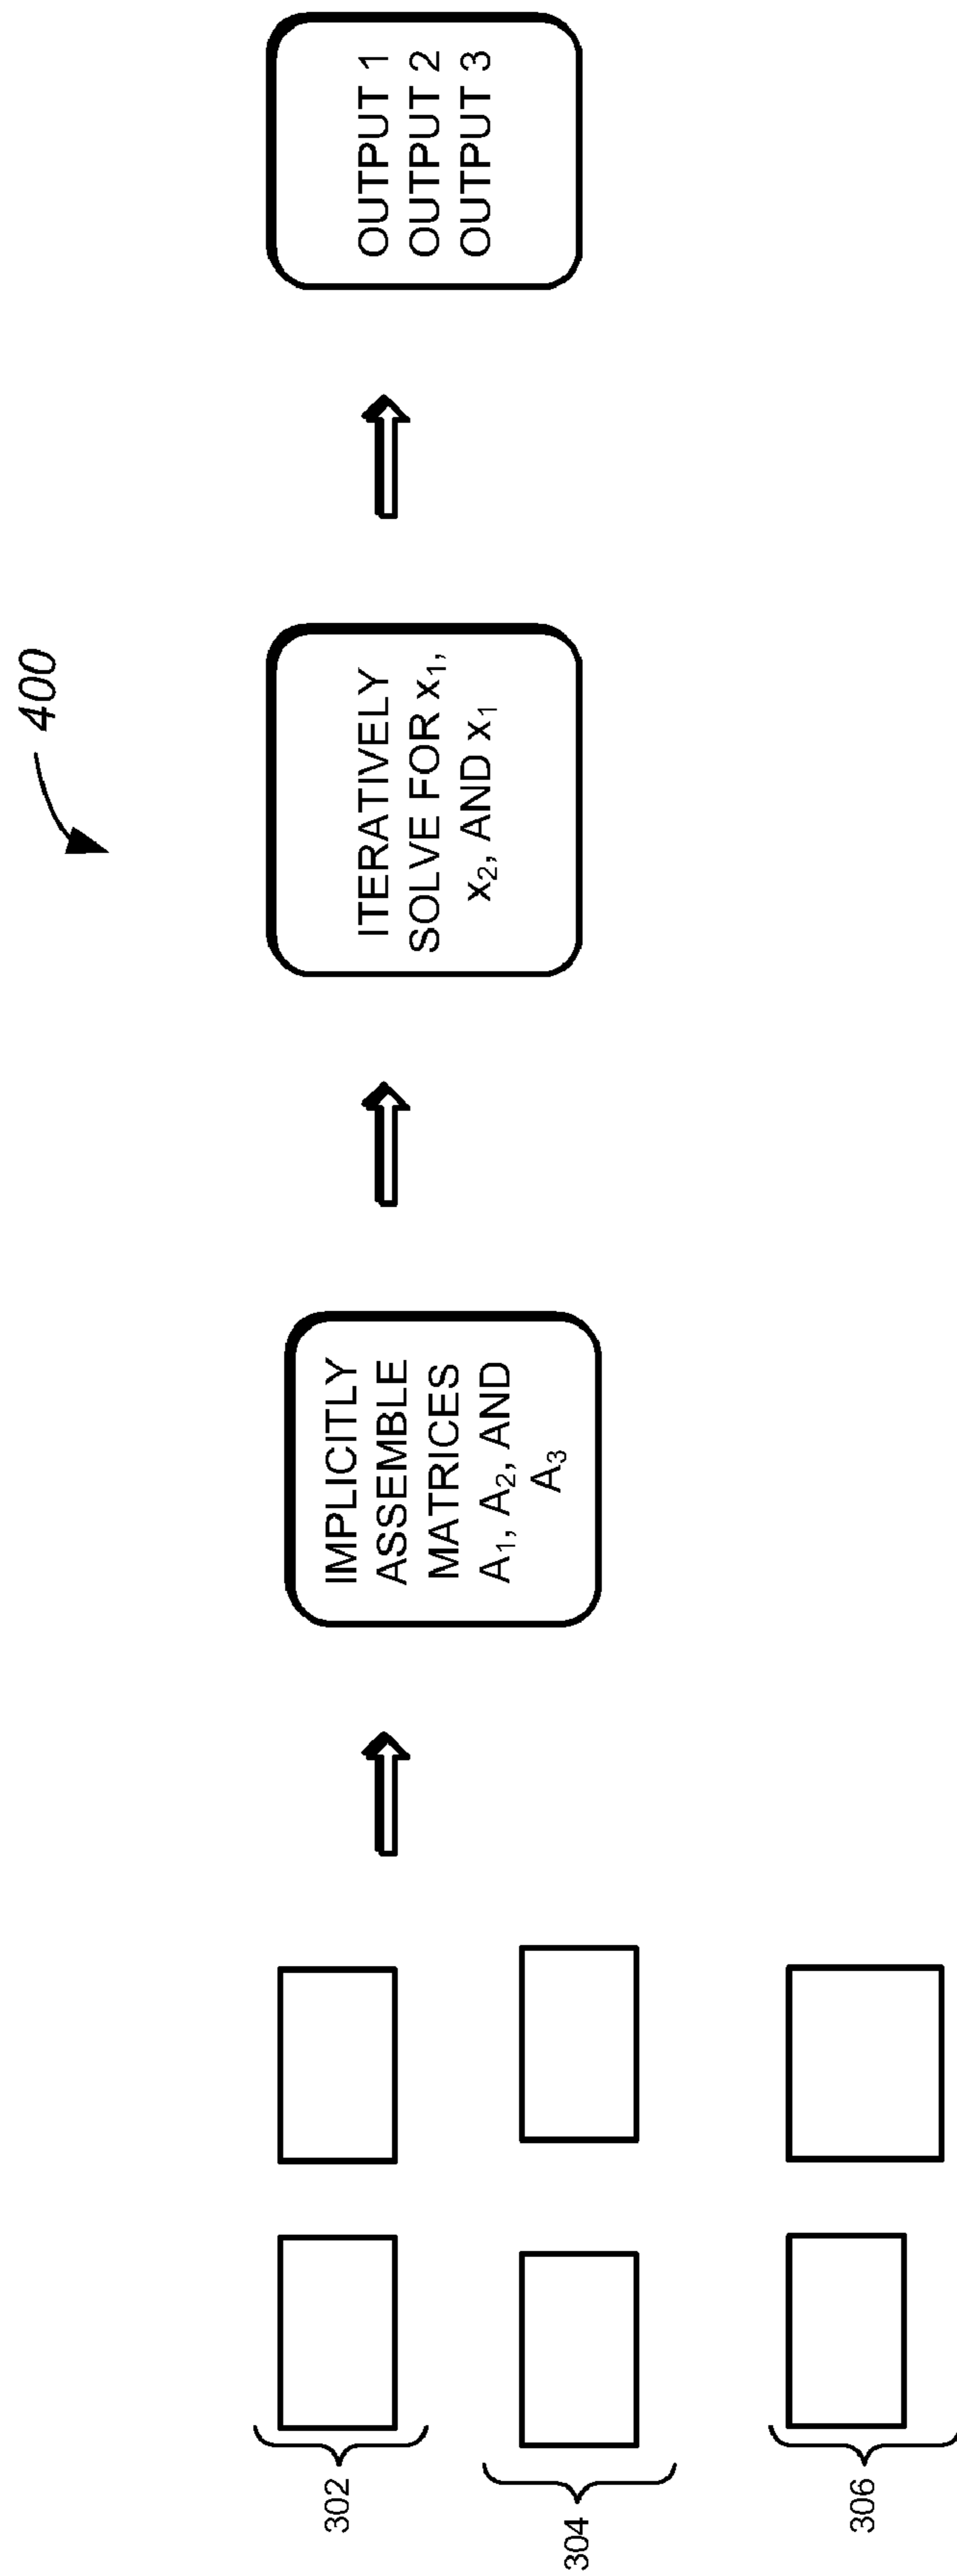 400
302
304
306
IMPLICITLY
ASSEMBLE
MATRICES
A₁, A₂, AND
A₃
ITERATIVELY
SOLVE FOR x₁,
x₂, AND x₁
OUTPUT 1
OUTPUT 2
OUTPUT 3